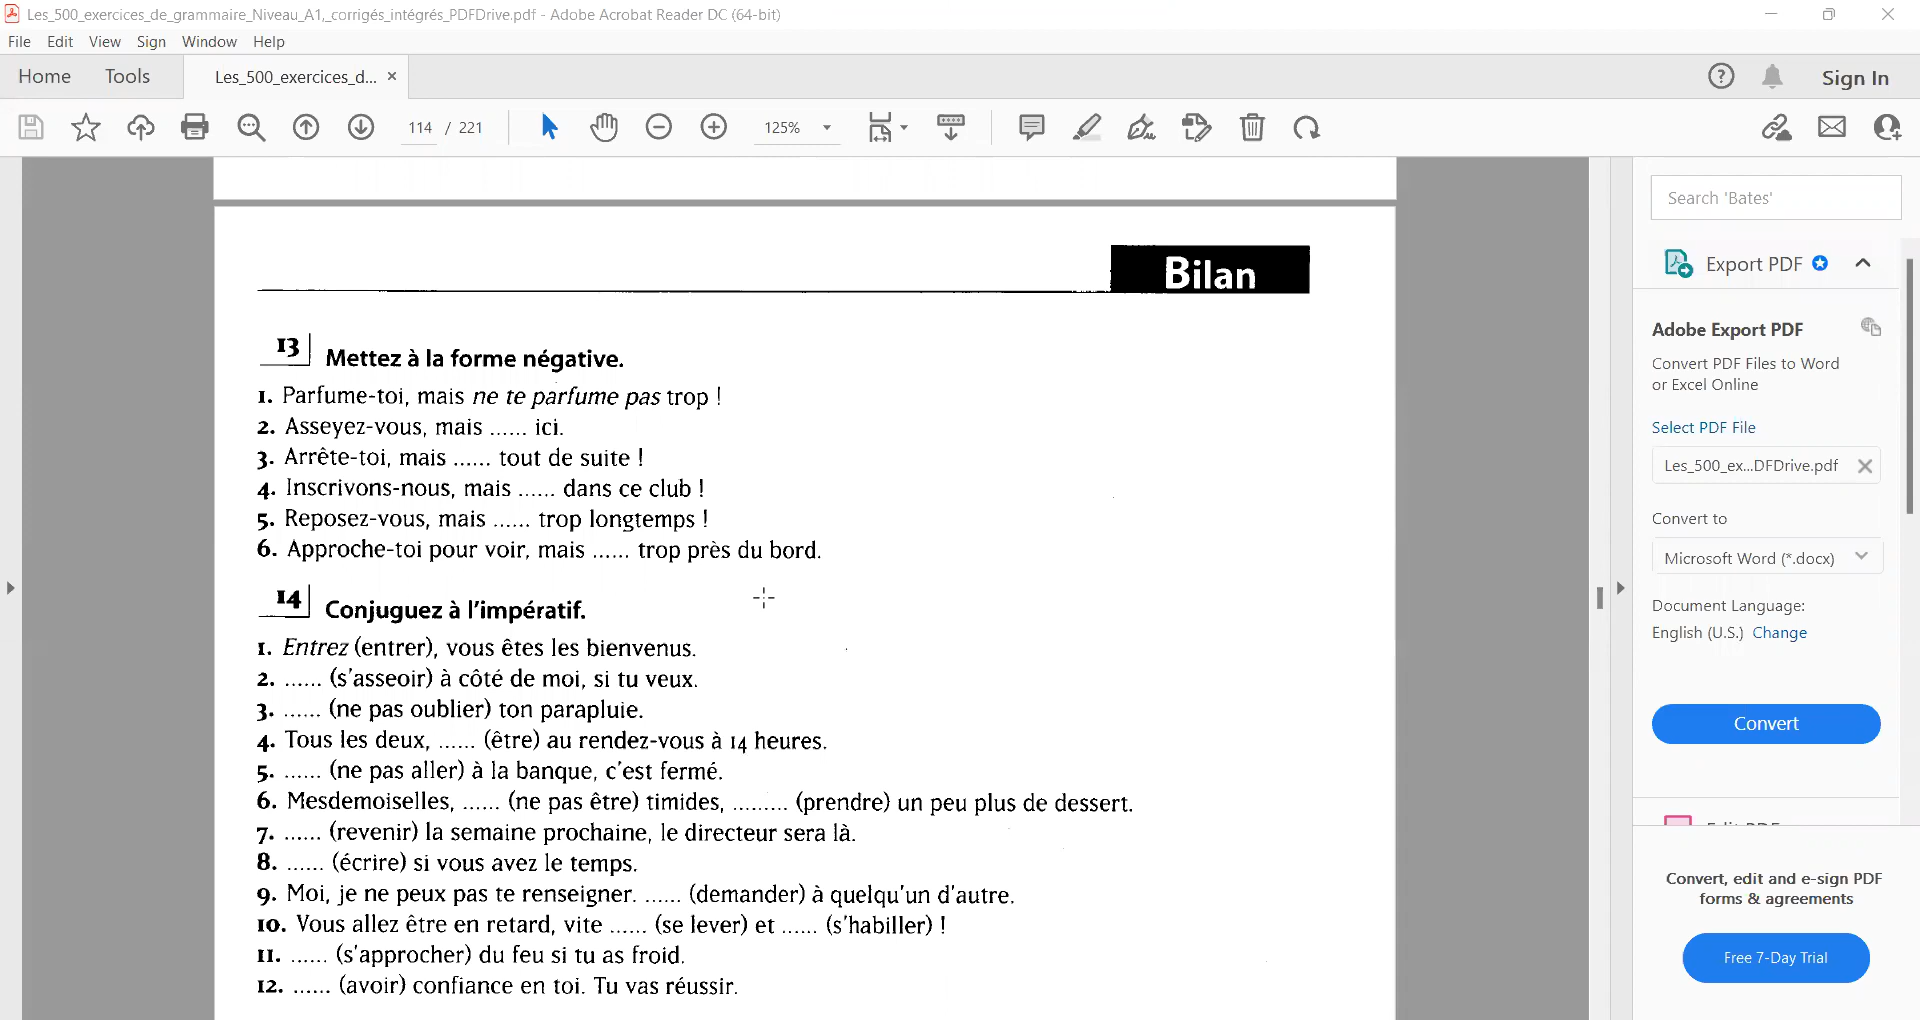 Les_500_exercices_de_grammaire_Niveau_A1,_corrigés_intégrés_PDFDrive.pdf - Adobe Acrobat Reader DC (64-bit)
File Edit View Sign Window Help
Home Tools Les_500_exercices_d... × Sign In
114 / 221 125%
Search 'Bates'
Export PDF
Adobe Export PDF
Convert PDF Files to Word
or Excel Online
Select PDF File
Les_500_ex...DFDrive.pdf
Convert to
Microsoft Word (*.docx)
Document Language:
English (U.S.) Change
Convert
Convert, edit and e-sign PDF
forms & agreements
Free 7-Day Trial
Bilan
13 Mettez à la forme négative.
1. Parfume-toi, mais ne te parfume pas trop !
2. Asseyez-vous, mais ...... ici.
3. Arrête-toi, mais ...... tout de suite !
4. Inscrivons-nous, mais ...... dans ce club !
5. Reposez-vous, mais ...... trop longtemps !
6. Approche-toi pour voir, mais ...... trop près du bord.
14 Conjuguez à l'impératif.
1. Entrez (entrer), vous êtes les bienvenus.
2. ...... (s'asseoir) à côté de moi, si tu veux.
3. ...... (ne pas oublier) ton parapluie.
4. Tous les deux, ...... (être) au rendez-vous à 14 heures.
5. ...... (ne pas aller) à la banque, c'est fermé.
6. Mesdemoiselles, ...... (ne pas être) timides, ......... (prendre) un peu plus de dessert.
7. ...... (revenir) la semaine prochaine, le directeur sera là.
8. ...... (écrire) si vous avez le temps.
9. Moi, je ne peux pas te renseigner. ...... (demander) à quelqu'un d'autre.
10. Vous allez être en retard, vite ...... (se lever) et ...... (s'habiller) !
11. ...... (s'approcher) du feu si tu as froid.
12. ...... (avoir) confiance en toi. Tu vas réussir.